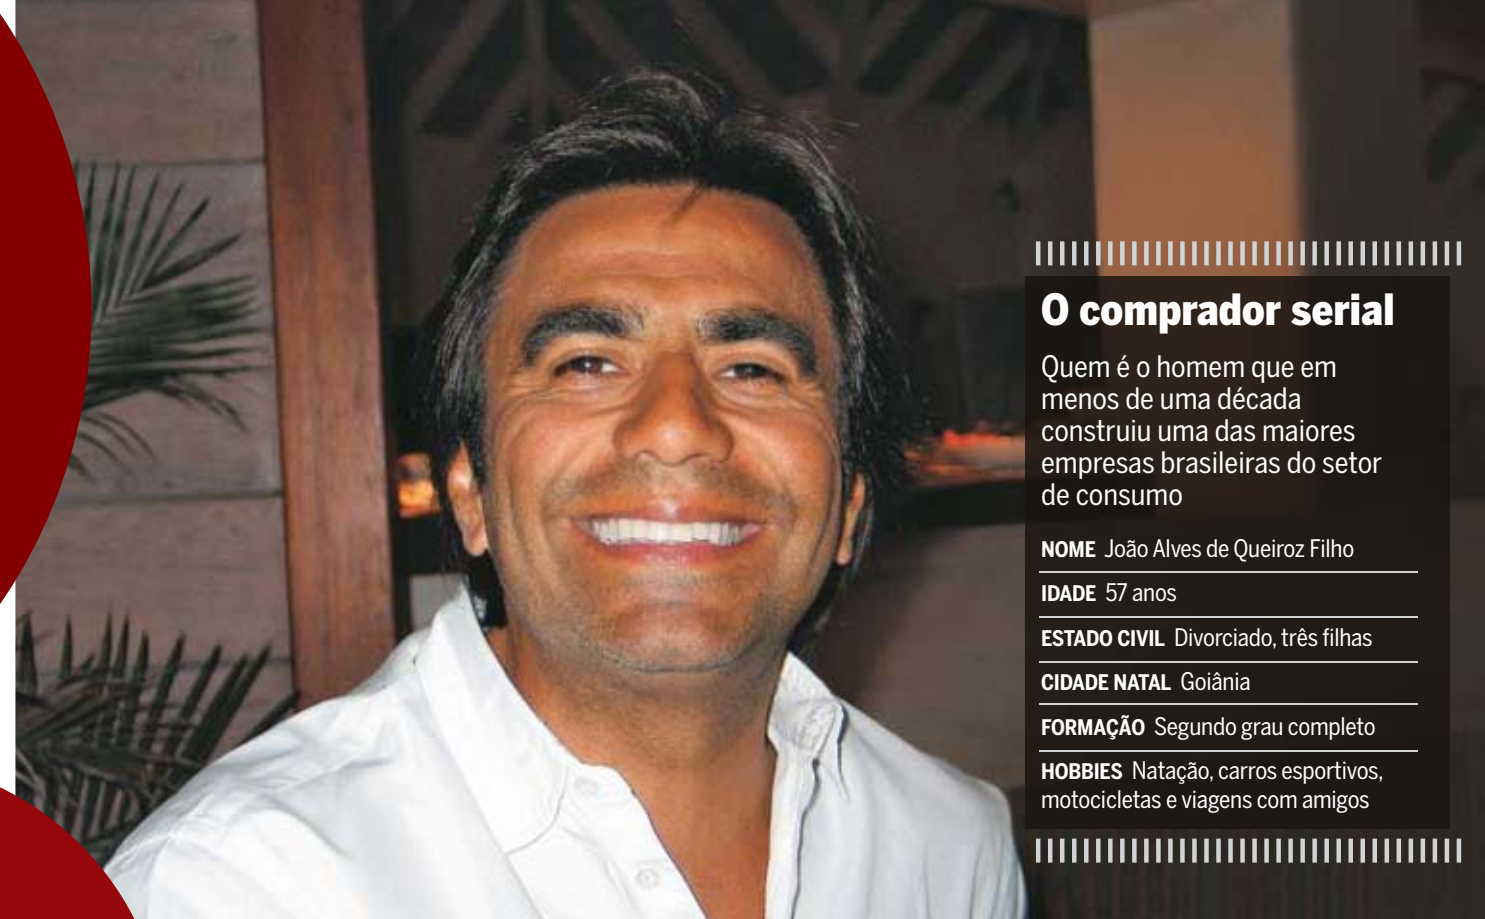 O comprador serial
Quem é o homem que em
menos de uma década
construiu uma das maiores
empresas brasileiras do setor
de consumo
NOME João Alves de Queiroz Filho
IDADE 57 anos
ESTADO CIVIL Divorciado, três filhas
CIDADE NATAL Goiânia
FORMAÇÃO Segundo grau completo
HOBBIES Natação, carros esportivos,
motocicletas e viagens com amigos